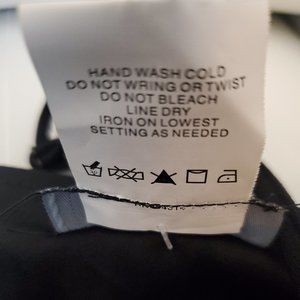 HAND WASH COLD
DO NOT WRING OR TWIST
DO NOT BLEACH
LINE DRY
IRON ON LOWEST
SETTING AS NEEDED